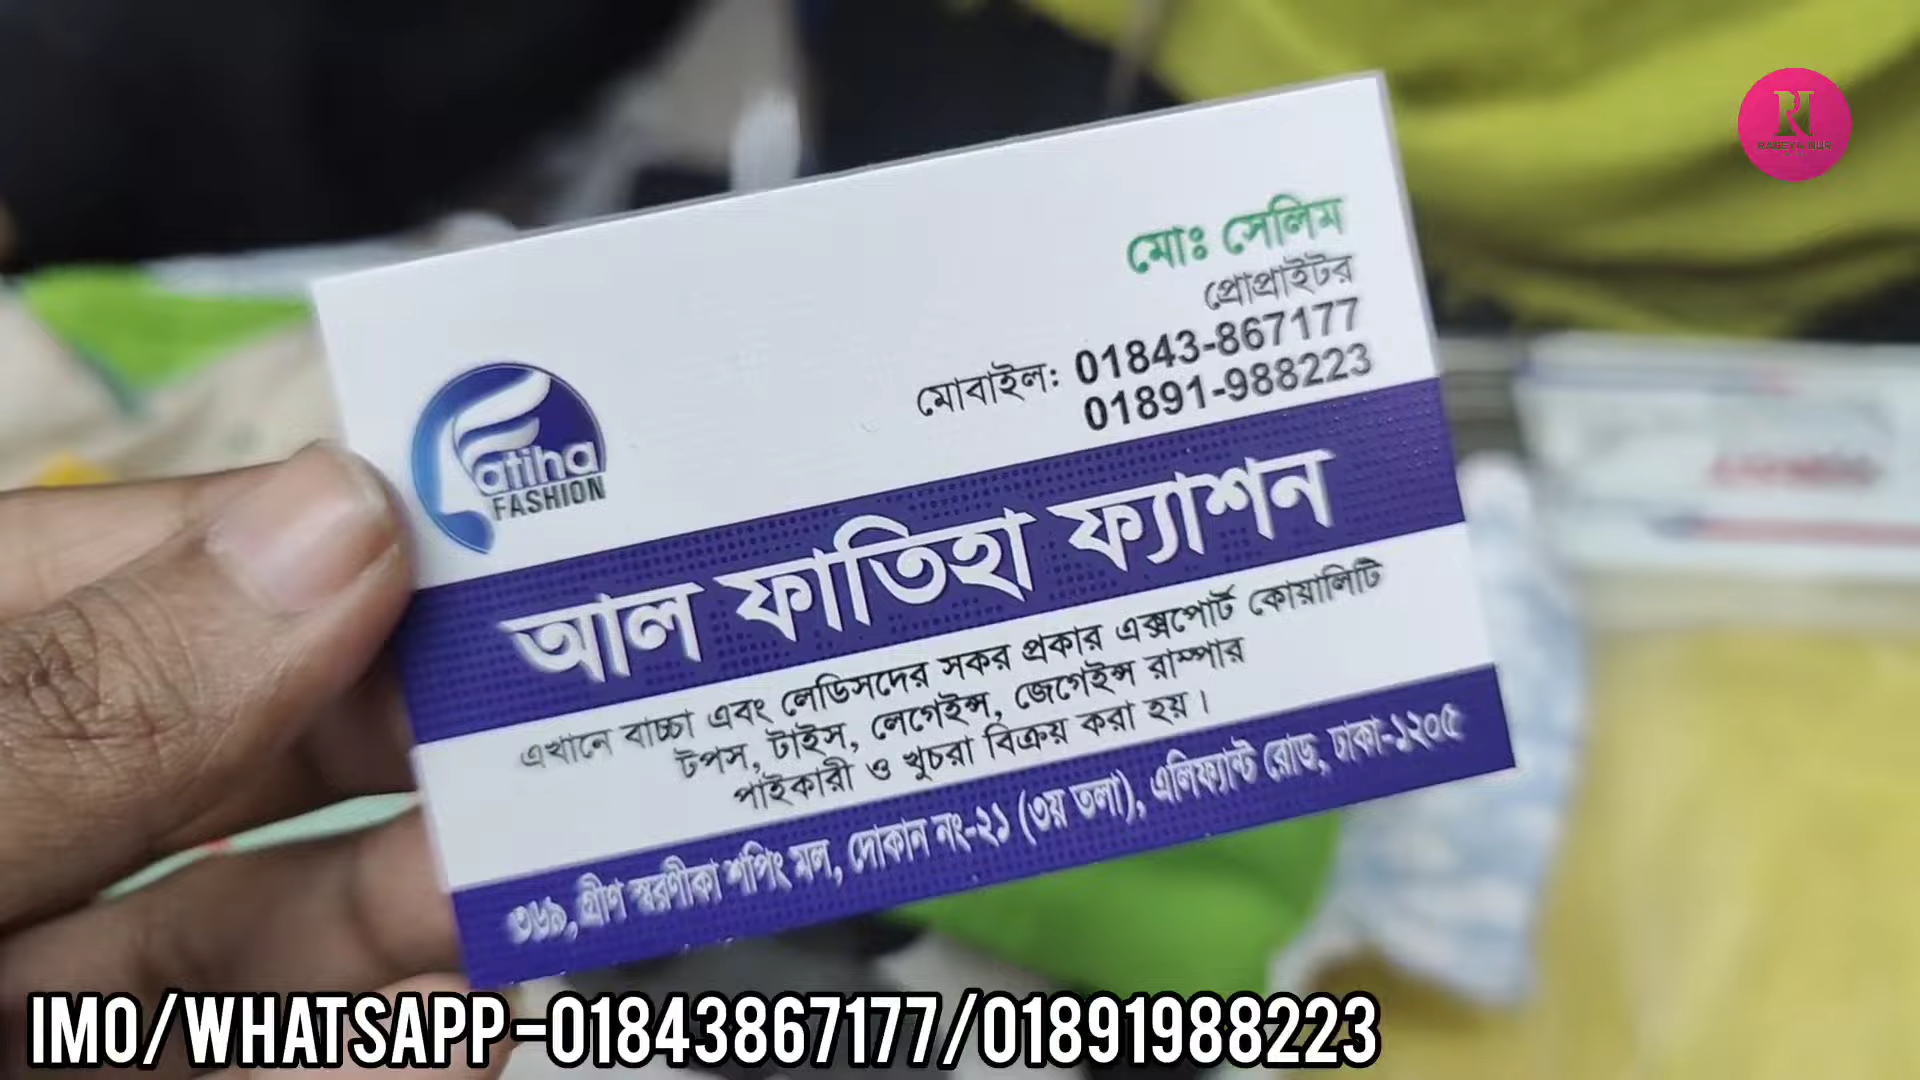 RABEYA NUR
মোঃ সেলিম
প্রোপ্রাইটর
মোবাইল: 01843-867177
01891-988223
Fatiha
FASHION
আল ফাতিহা ফ্যাশন
এখানে বাচ্চা এবং লেডিসদের সকর প্রকার এক্সপোর্ট কোয়ালিটি
টপস, টাইস, লেগেইন্স, জেগেইন্স রাম্পার
পাইকারী ও খুচরা বিক্রয় করা হয়।
৩৬৯, গ্রীণ স্বরণীকা শপিং মল, দোকান নং-২১ (৩য় তলা), এলিফ্যান্ট রোড, ঢাকা-১২০৫
IMO/WHATSAPP-01843867177/01891988223